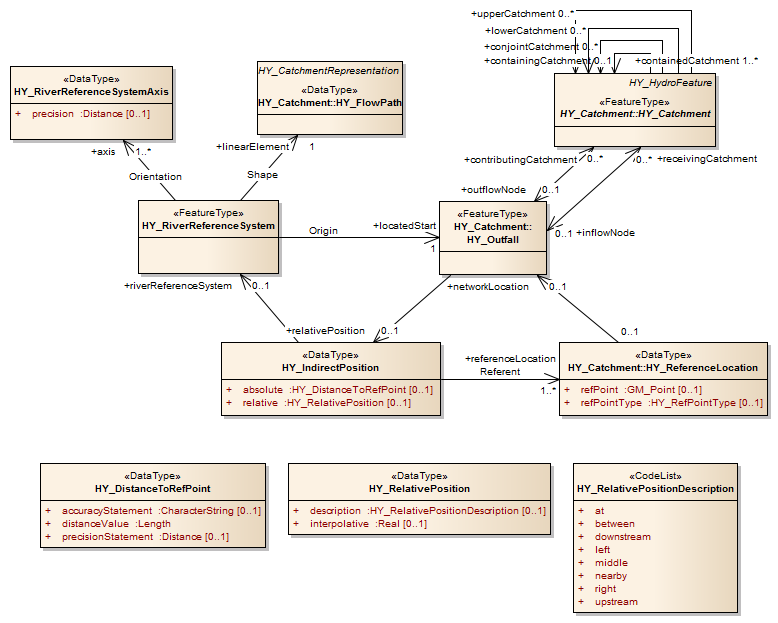 +upperCatchment 0..*
+lowerCatchment 0..*
+conjointCatchment 0..*
+containingCatchment 0..1
+containedCatchment 1..*
«DataType»
HY_RiverReferenceSystemAxis
+ precision :Distance [0..1]
HY_CatchmentRepresentation
«DataType»
HY_Catchment::HY_FlowPath
HY_HydroFeature
«FeatureType»
HY_Catchment::HY_Catchment
+axis
1..*
Orientation
+linearElement
1
Shape
+contributingCatchment
0..*
0..*
+receivingCatchment
+outflowNode
0..1
«FeatureType»
HY_RiverReferenceSystem
Origin
+locatedStart
1
«FeatureType»
HY_Catchment::
HY_Outfall
0..1
+inflowNode
+riverReferenceSystem
0..1
+networkLocation
0..1
+relativePosition
0..1
0..1
«DataType»
HY_IndirectPosition
+ absolute :HY_DistanceToRefPoint [0..1]
+ relative :HY_RelativePosition [0..1]
+referenceLocation
Referent
1..*
«DataType»
HY_Catchment::HY_ReferenceLocation
+ refPoint :GM_Point [0..1]
+ refPointType :HY_RefPointType [0..1]
«DataType»
HY_DistanceToRefPoint
+ accuracyStatement :CharacterString [0..1]
+ distanceValue :Length
+ precisionStatement :Distance [0..1]
«DataType»
HY_RelativePosition
+ description :HY_RelativePositionDescription [0..1]
+ interpolative :Real [0..1]
«CodeList»
HY_RelativePositionDescription
+ at
+ between
+ downstream
+ left
+ middle
+ nearby
+ right
+ upstream